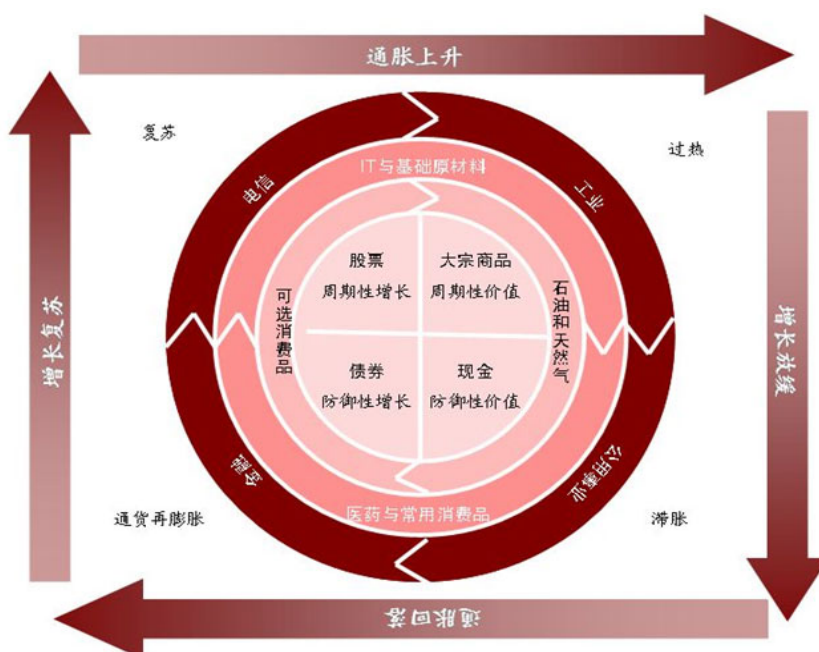 通胀上升
复苏
过热
电信
IT与基础原材料
工业
增长复苏
可选消费品
股票
周期性增长
大宗商品
周期性价值
石油和天然气
增长放缓
债券
防御性增长
现金
防御性价值
金融
公用事业
通货再膨胀
医药与常用消费品
滞胀
通胀回落